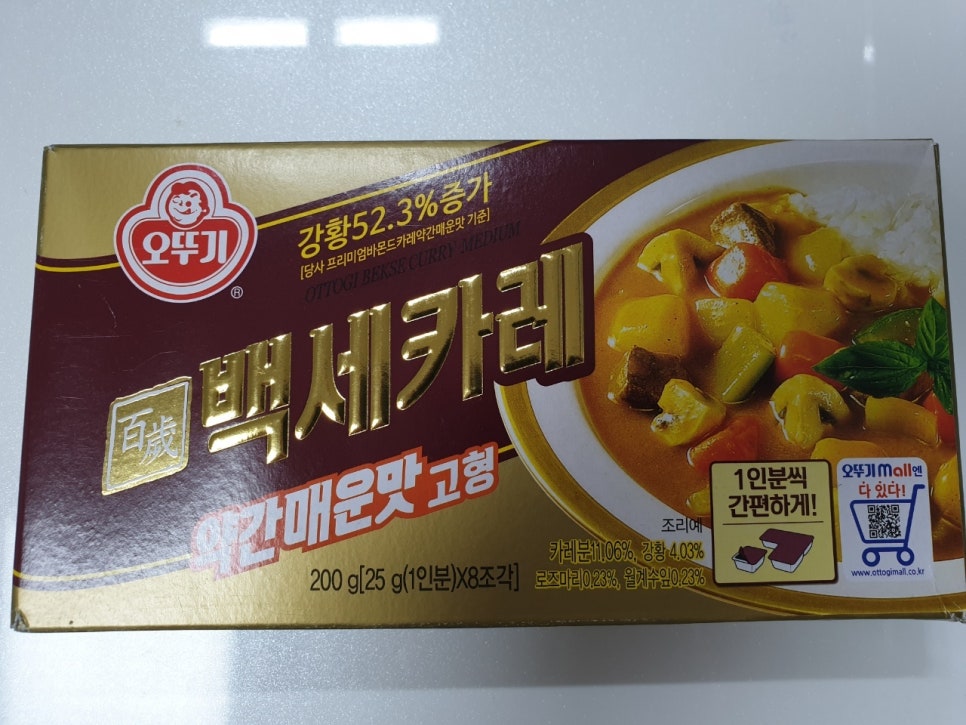 오뚜기
®
강황52.3%증가
[당사 프리미엄바몬드카레약간매운맛 기준]
OTTOGI BEKSE CURRY MEDIUM
百歲
백세카레
약간매운맛 고형
200 g[25 g(1인분)X8조각]
조리예
카레분11.06%, 강황 4.03%
로즈마리0.23%, 월계수잎0.23%
1인분씩
간편하게!
오뚜기mall엔
다 있다!
www.ottogimall.co.kr